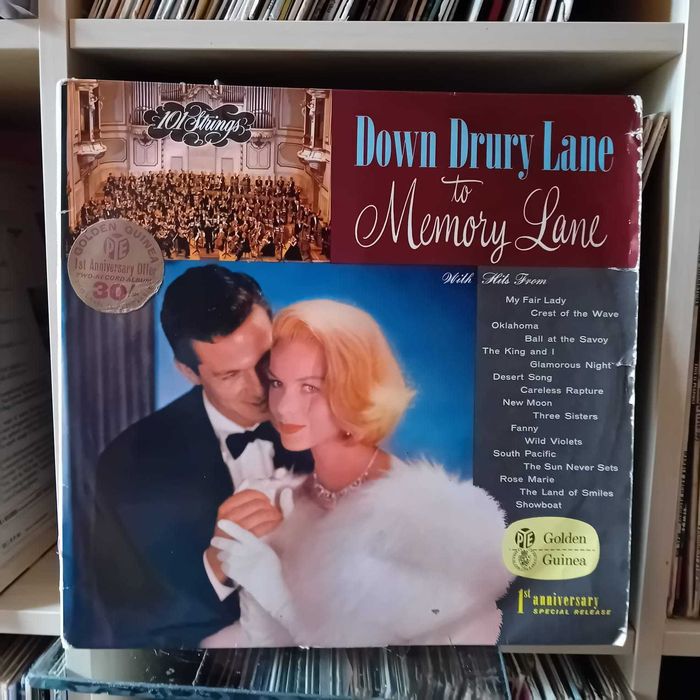 101 Strings
Down Drury Lane
to
Memory Lane
GOLDEN GUINEA
PYE
1st Anniversary Offer
TWO-RECORD ALBUM
30/-
With Hits From
My Fair Lady
Crest of the Wave
Oklahoma
Ball at the Savoy
The King and I
Glamorous Night
Desert Song
Careless Rapture
New Moon
Three Sisters
Fanny
Wild Violets
South Pacific
The Sun Never Sets
Rose Marie
The Land of Smiles
Showboat
PYE Golden
Guinea
1st anniversary
SPECIAL RELEASE